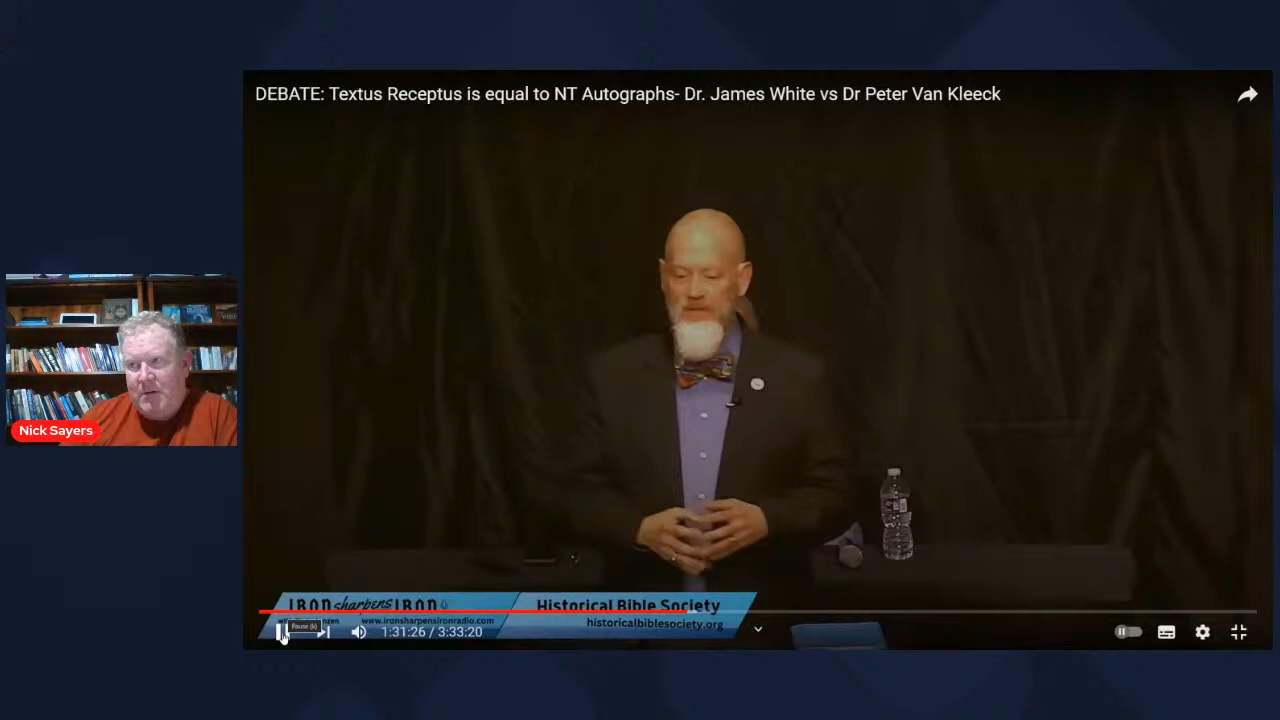 DEBATE: Textus Receptus is equal to NT Autographs- Dr. James White vs Dr Peter Van Kleeck
Nick Sayers
IRON sharpens IRON
Historical Bible Society
www.ironsharpensironradio.com
historicalbiblesociety.org
Pause (k)
1:31:26 / 3:33:20